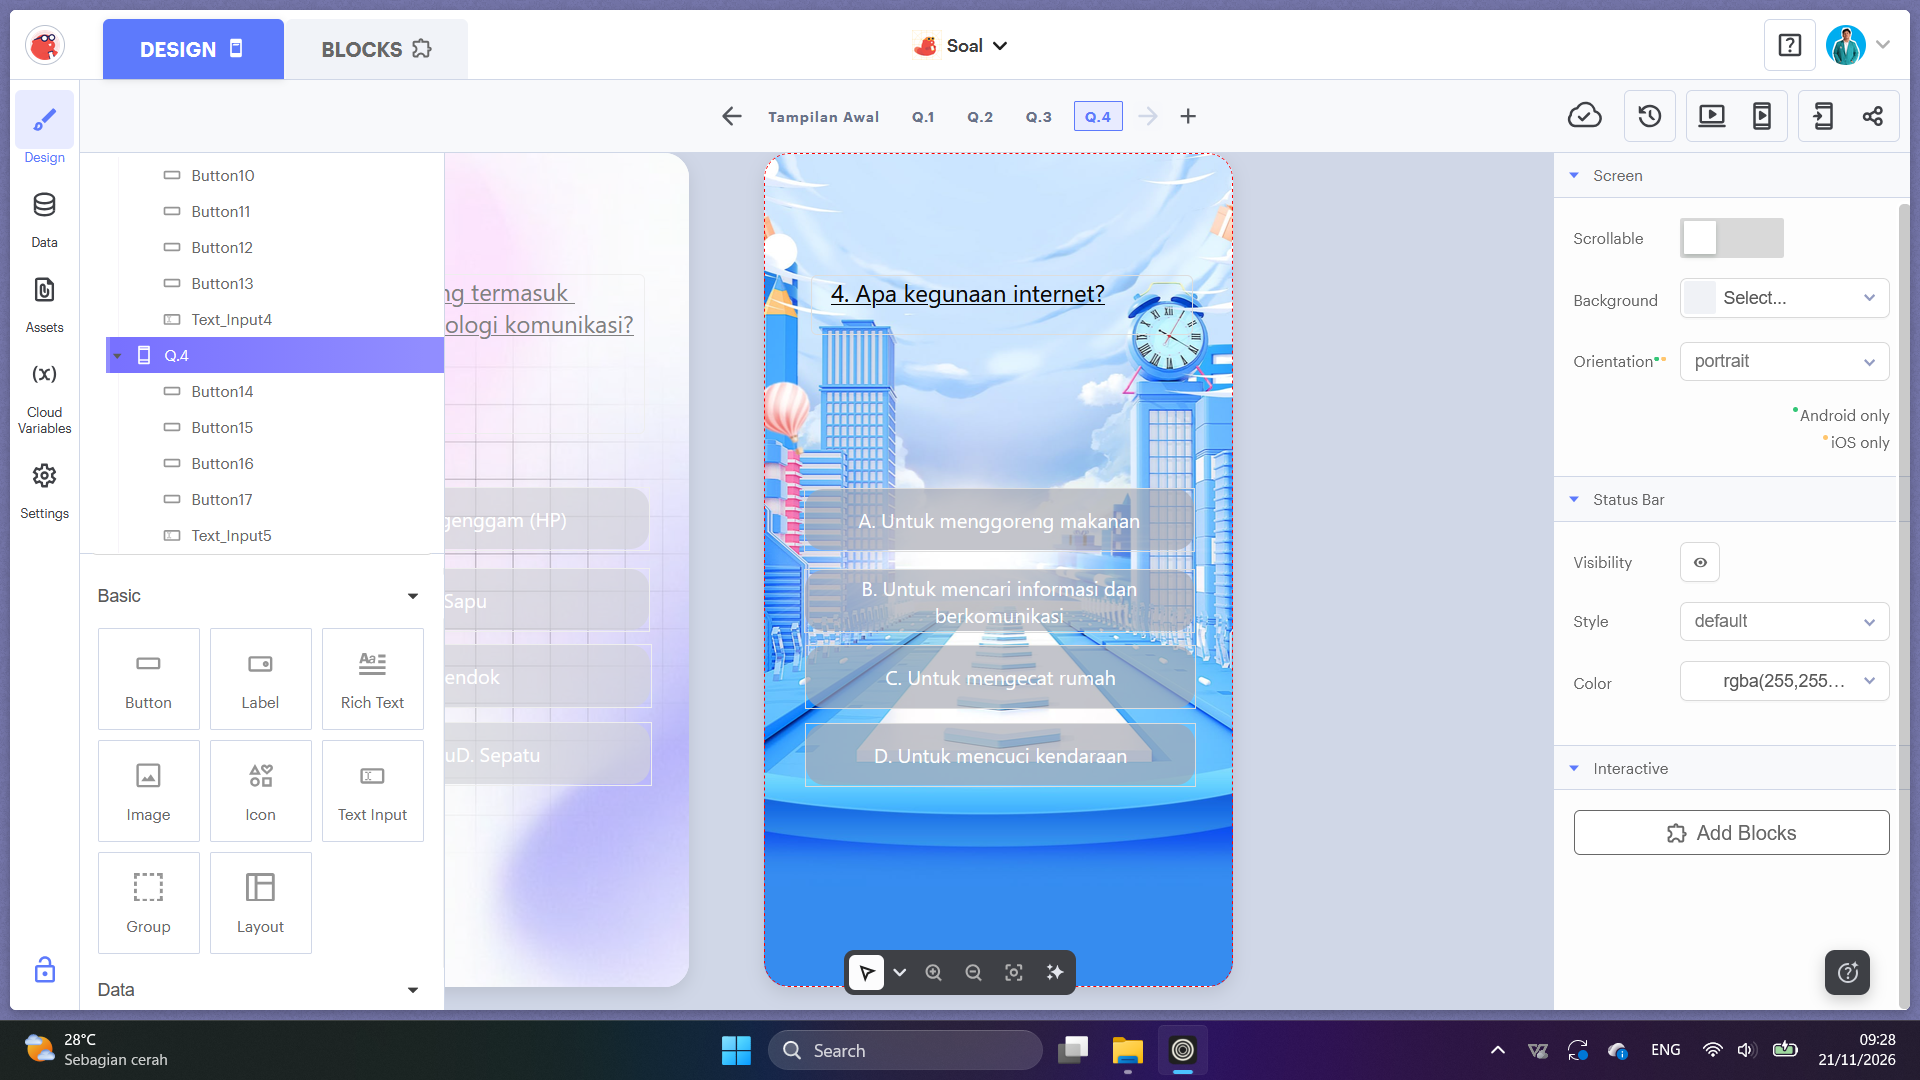 DESIGN
BLOCKS
Soal
Tampilan Awal
Q.1
Q.2
Q.3
Q.4
Design
Data
Assets
Cloud
Variables
Settings
Button10
Button11
Button12
Button13
Text_Input4
Q.4
Button14
Button15
Button16
Button17
Text_Input5
Basic
Button
Label
Rich Text
Image
Icon
Text Input
Group
Layout
Data
ng termasuk
ologi komunikasi?
genggam (HP)
Sapu
endok
uD. Sepatu
4. Apa kegunaan internet?
A. Untuk menggoreng makanan
B. Untuk mencari informasi dan
berkomunikasi
C. Untuk mengecat rumah
D. Untuk mencuci kendaraan
Screen
Scrollable
Background
Select...
Orientation
portrait
Android only
iOS only
Status Bar
Visibility
Style
default
Color
rgba(255,255...
Interactive
Add Blocks
28°C
Sebagian cerah
Search
ENG
09:28
21/11/2026